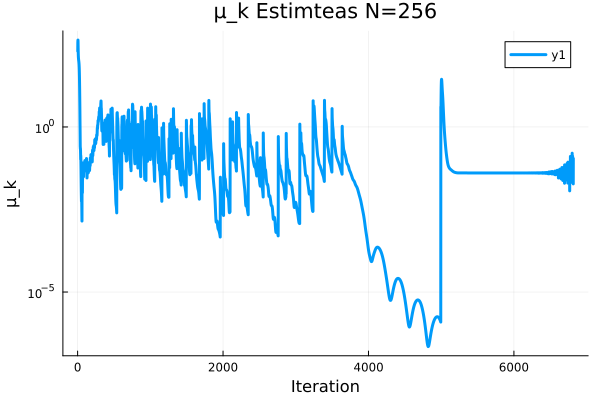 μ_k Estimteas N=256
y1
10⁰
10⁻⁵
μ_k
0 2000 4000 6000
Iteration